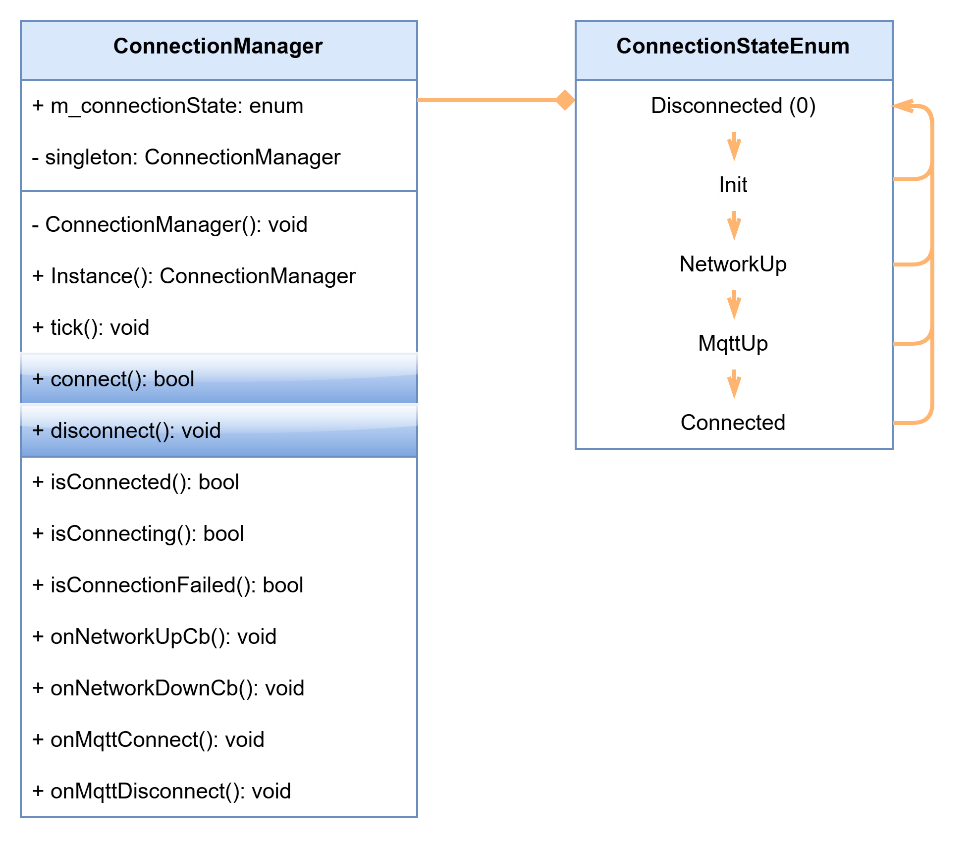 ConnectionManager
+ m_connectionState: enum
- singleton: ConnectionManager
- ConnectionManager(): void
+ Instance(): ConnectionManager
+ tick(): void
+ connect(): bool
+ disconnect(): void
+ isConnected(): bool
+ isConnecting(): bool
+ isConnectionFailed(): bool
+ onNetworkUpCb(): void
+ onNetworkDownCb(): void
+ onMqttConnect(): void
+ onMqttDisconnect(): void
ConnectionStateEnum
Disconnected (0)
Init
NetworkUp
MqttUp
Connected